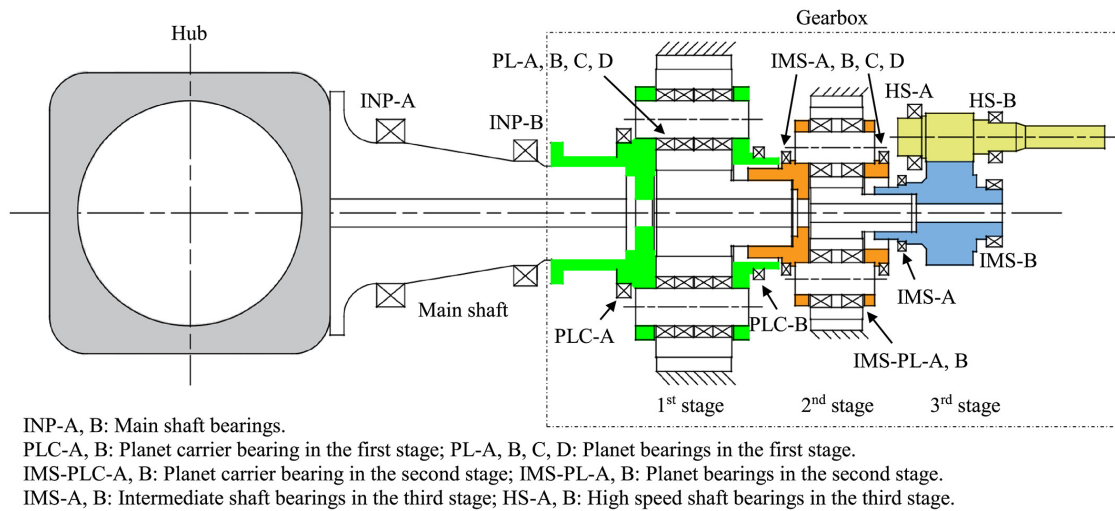 Gearbox
Hub
PL-A, B, C, D
IMS-A, B, C, D
INP-A
HS-A
HS-B
INP-B
Main shaft
PLC-A
PLC-B
IMS-A
IMS-B
IMS-PL-A, B
1st stage
2nd stage
3rd stage
INP-A, B: Main shaft bearings.
PLC-A, B: Planet carrier bearing in the first stage; PL-A, B, C, D: Planet bearings in the first stage.
IMS-PLC-A, B: Planet carrier bearing in the second stage; IMS-PL-A, B: Planet bearings in the second stage.
IMS-A, B: Intermediate shaft bearings in the third stage; HS-A, B: High speed shaft bearings in the third stage.